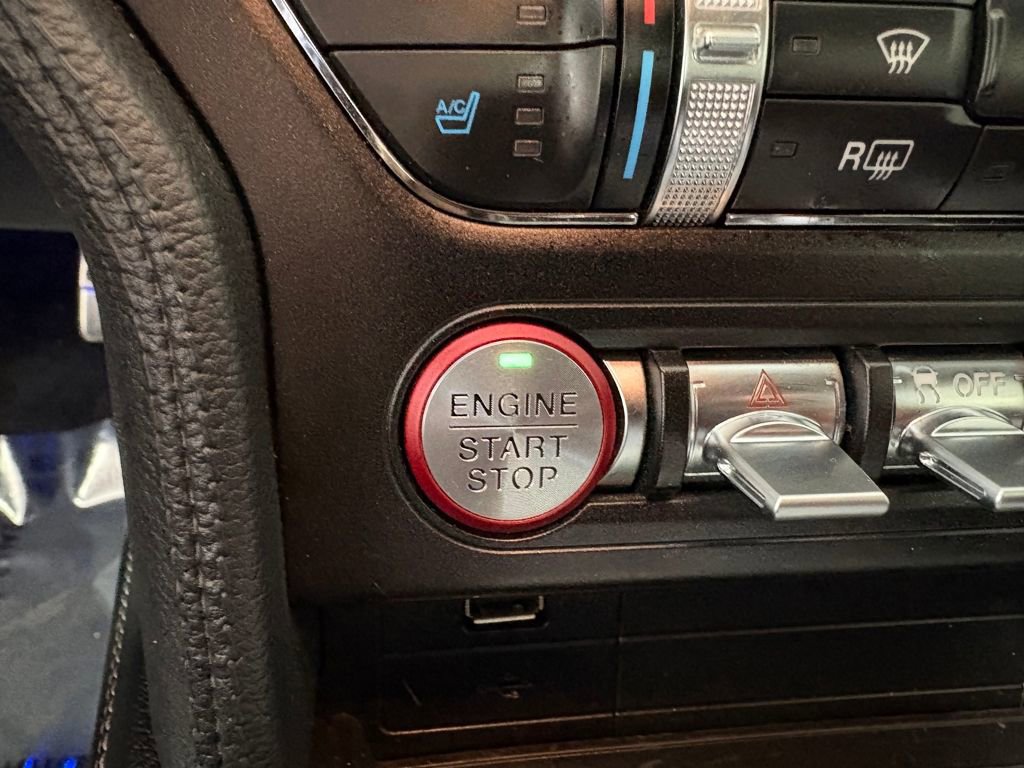 A/C
R
ENGINE
START
STOP
OFF